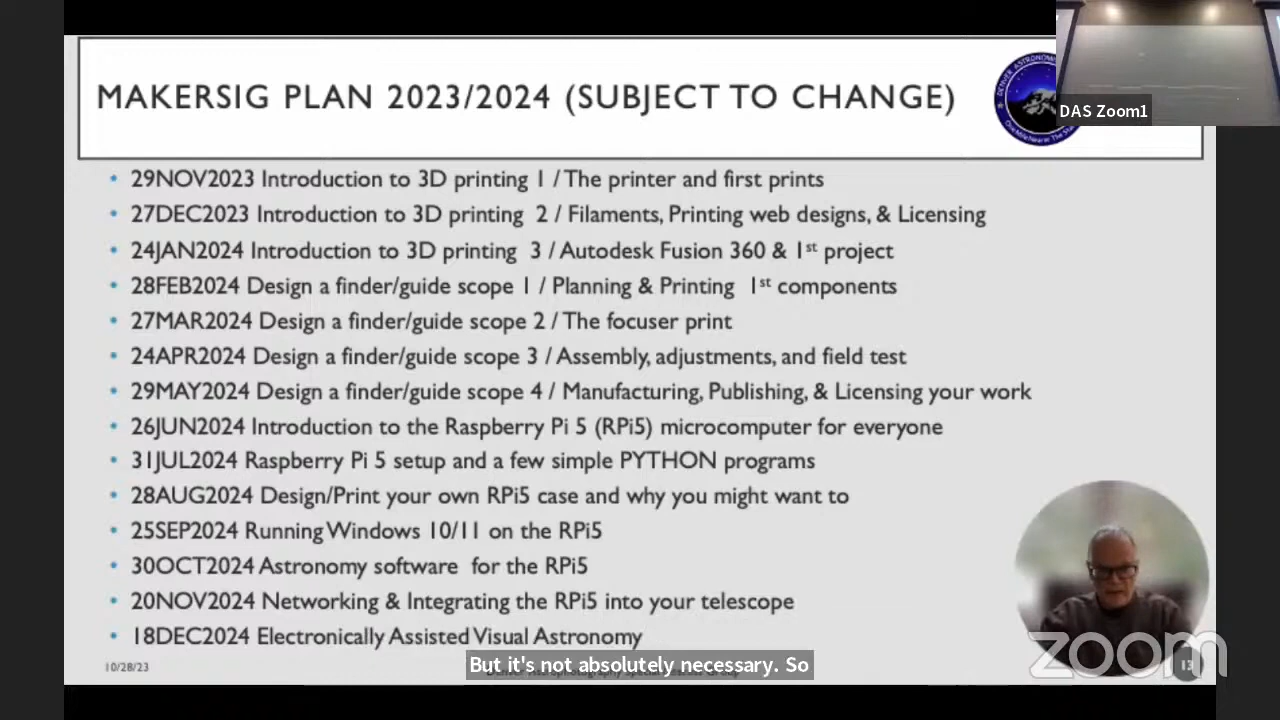 MAKERSIG PLAN 2023/2024 (SUBJECT TO CHANGE)
DAS Zoom1
• 29NOV2023 Introduction to 3D printing 1 / The printer and first prints
• 27DEC2023 Introduction to 3D printing 2 / Filaments, Printing web designs, & Licensing
• 24JAN2024 Introduction to 3D printing 3 / Autodesk Fusion 360 & 1st project
• 28FEB2024 Design a finder/guide scope 1 / Planning & Printing 1st components
• 27MAR2024 Design a finder/guide scope 2 / The focuser print
• 24APR2024 Design a finder/guide scope 3 / Assembly, adjustments, and field test
• 29MAY2024 Design a finder/guide scope 4 / Manufacturing, Publishing, & Licensing your work
• 26JUN2024 Introduction to the Raspberry Pi 5 (RPi5) microcomputer for everyone
• 31JUL2024 Raspberry Pi 5 setup and a few simple PYTHON programs
• 28AUG2024 Design/Print your own RPi5 case and why you might want to
• 25SEP2024 Running Windows 10/11 on the RPi5
• 30OCT2024 Astronomy software for the RPi5
• 20NOV2024 Networking & Integrating the RPi5 into your telescope
• 18DEC2024 Electronically Assisted Visual Astronomy
10/28/23
But it's not absolutely necessary. So
zoom
13